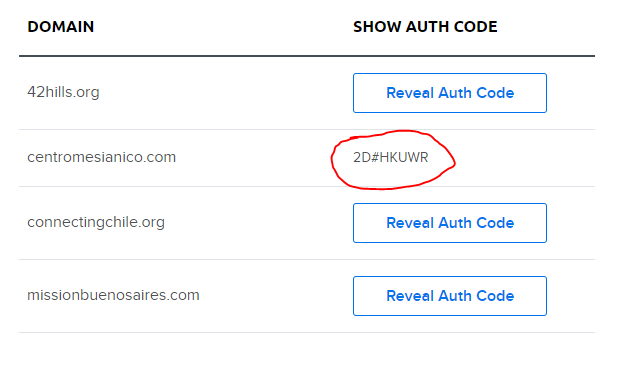 DOMAIN SHOW AUTH CODE
42hills.org Reveal Auth Code
centromesianico.com 2D#HKUWR
connectingchile.org Reveal Auth Code
missionbuenosaires.com Reveal Auth Code